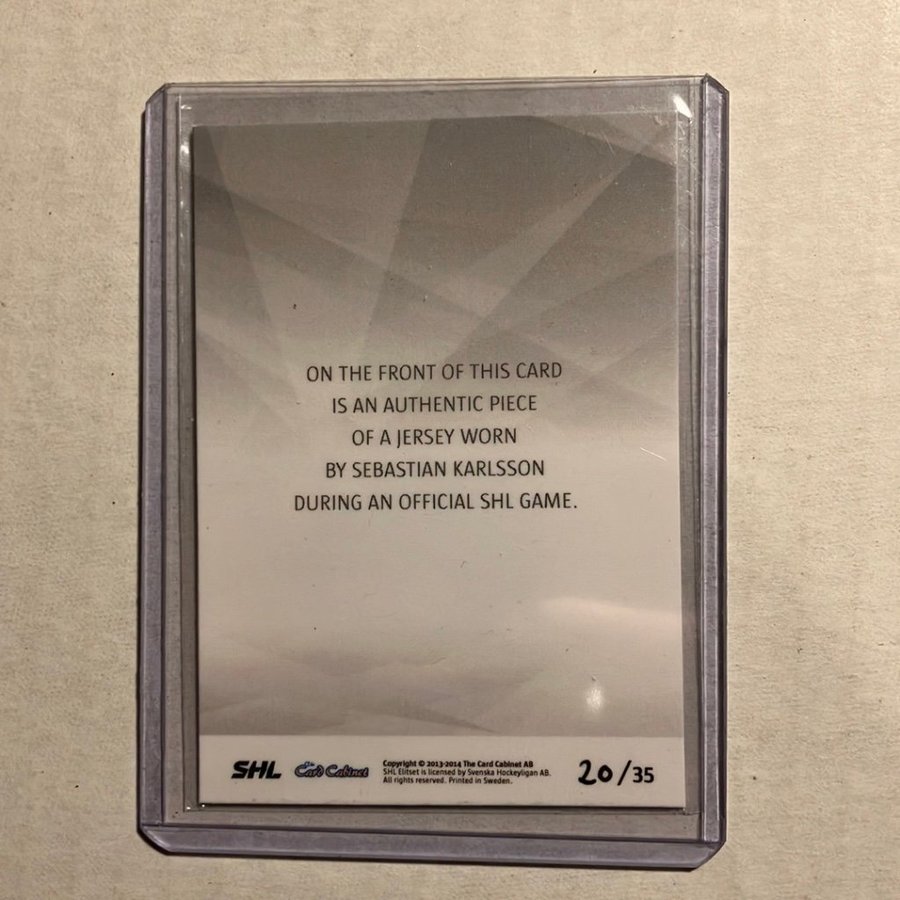 ON THE FRONT OF THIS CARD
IS AN AUTHENTIC PIECE
OF A JERSEY WORN
BY SEBASTIAN KARLSSON
DURING AN OFFICIAL SHL GAME.
SHL
The Card Cabinet
Copyright © 2013-2014 The Card Cabinet AB
SHL Elitset is licensed by Svenska Hockeyligan AB.
All rights reserved. Printed in Sweden.
20/35